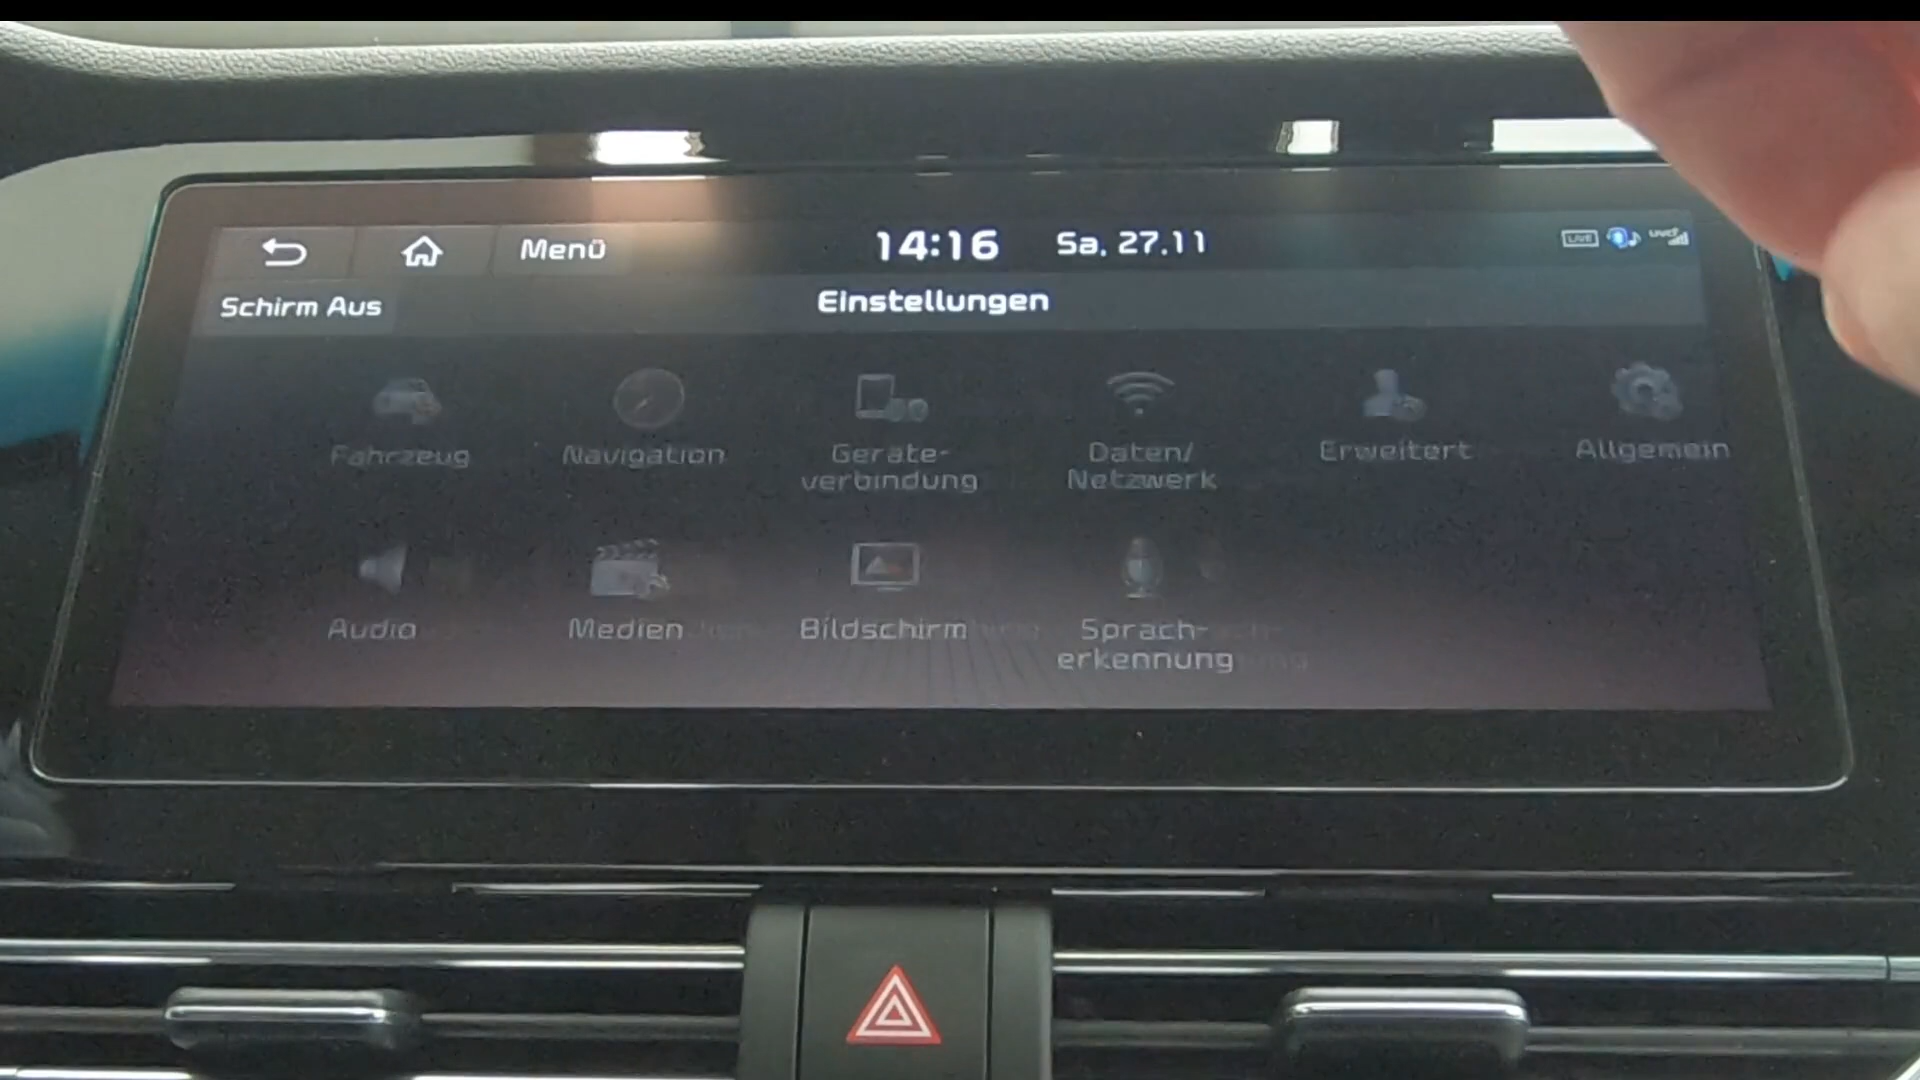 Menü
14:16
Sa. 27.11
LIVE
Schirm Aus
Einstellungen
Fahrzeug
Navigation
Geräte-
verbindung
Daten/
Netzwerk
Erweitert
Allgemein
Audio
Medien
Bildschirm
Sprach-
erkennung